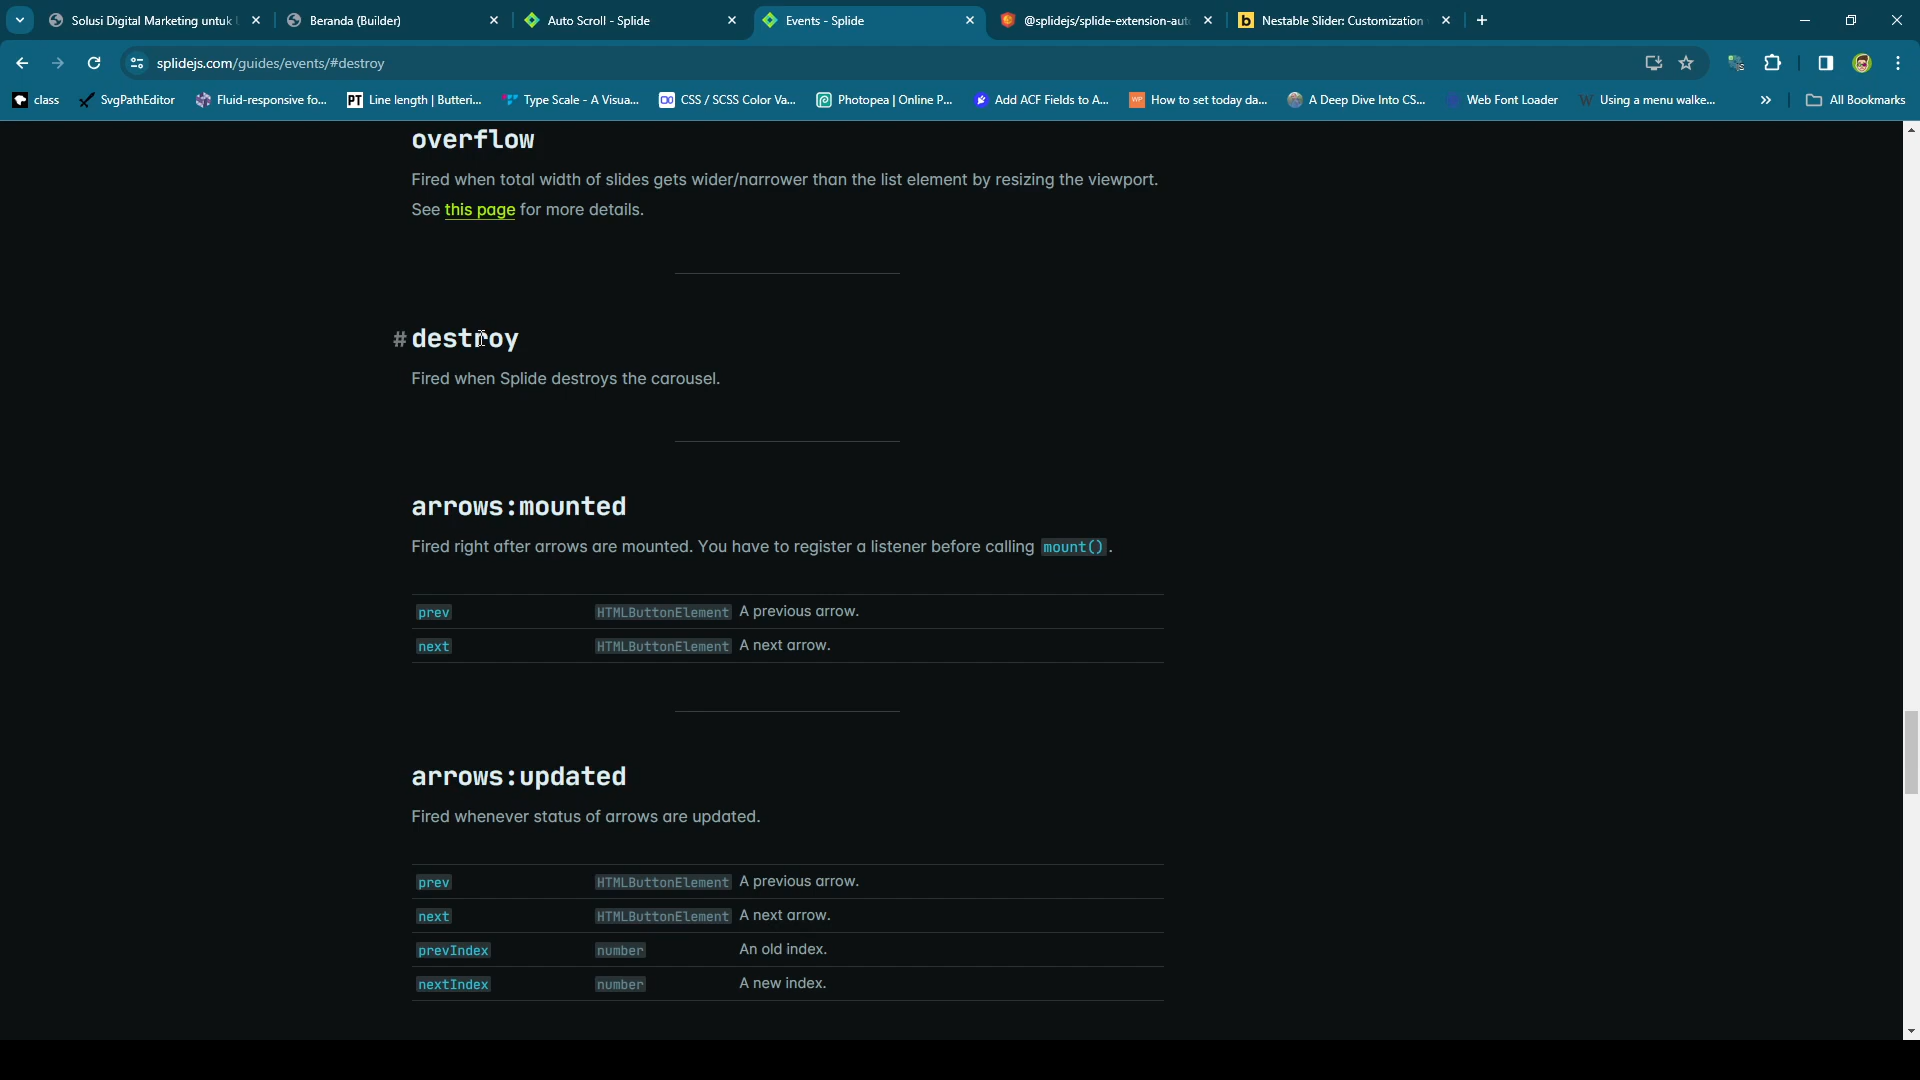 Solusi Digital Marketing untuk
Beranda (Builder)
Auto Scroll - Splide
Events - Splide
@splidejs/splide-extension-aut
Nestable Slider: Customization
splidejs.com/guides/events/#destroy
class
SvgPathEditor
Fluid-responsive fo...
PT Line length | Butteri...
Type Scale - A Visua...
CSS / SCSS Color Va...
Photopea | Online P...
Add ACF Fields to A...
WP How to set today da...
A Deep Dive Into CS...
Web Font Loader
W Using a menu walke...
»
All Bookmarks
overflow
Fired when total width of slides gets wider/narrower than the list element by resizing the viewport.
See this page for more details.
# destroy
Fired when Splide destroys the carousel.
arrows:mounted
Fired right after arrows are mounted. You have to register a listener before calling mount() .
prev HTMLButtonElement A previous arrow.
next HTMLButtonElement A next arrow.
arrows:updated
Fired whenever status of arrows are updated.
prev HTMLButtonElement A previous arrow.
next HTMLButtonElement A next arrow.
prevIndex number An old index.
nextIndex number A new index.